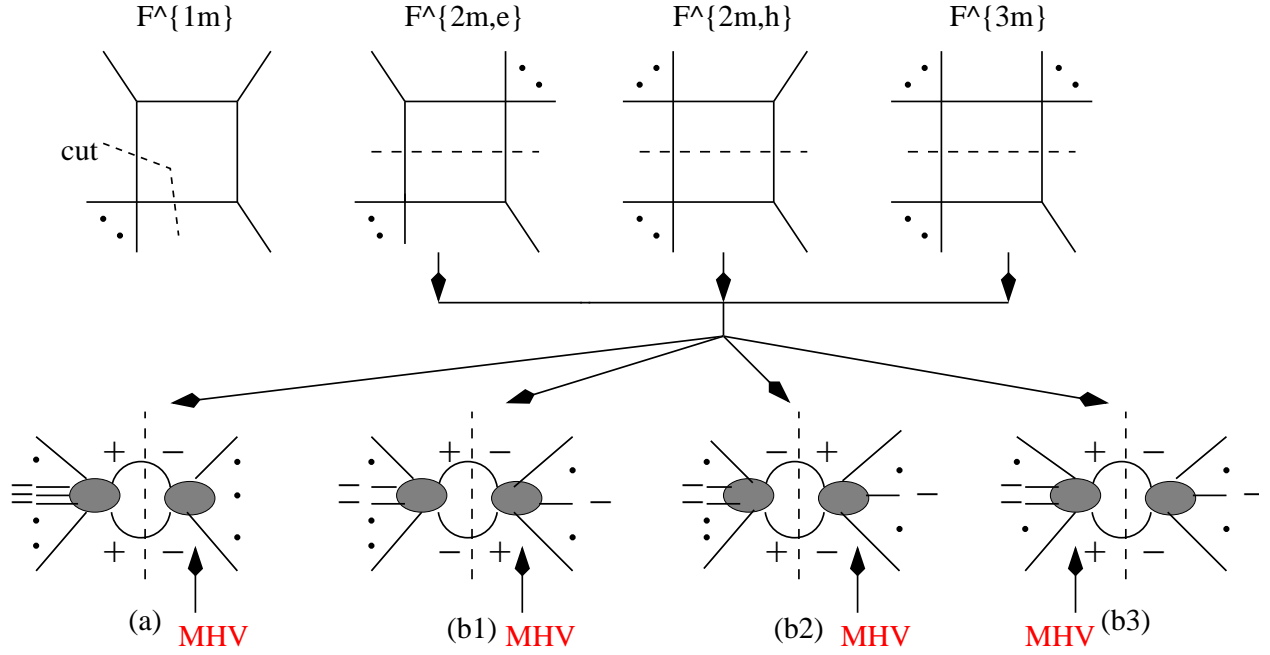 F^{1m} F^{2m,e} F^{2m,h} F^{3m}
cut
+ − + − − + + −
− − − − − − −
−
+ − − + + − + −
(a) (b1) (b2) (b3)
MHV MHV MHV MHV